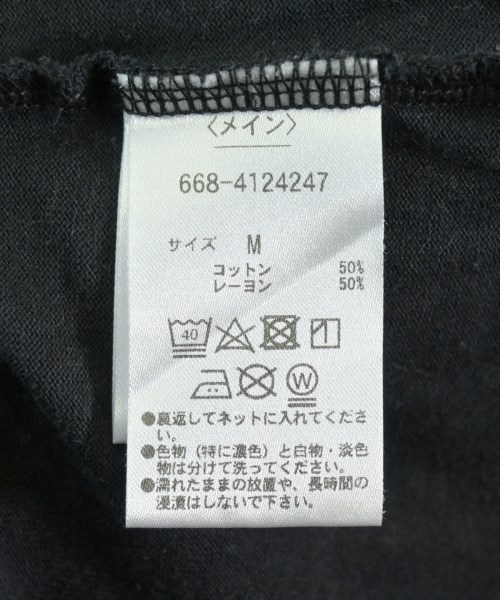 〈メイン〉
668-4124247
サイズ M
コットン 50%
レーヨン 50%
40
W
●裏返してネットに入れてくださ
い。
●色物（特に濃色）と白物・淡色
物は分けて洗ってください。
●濡れたままの放置や、長時間の
浸漬はしないで下さい。